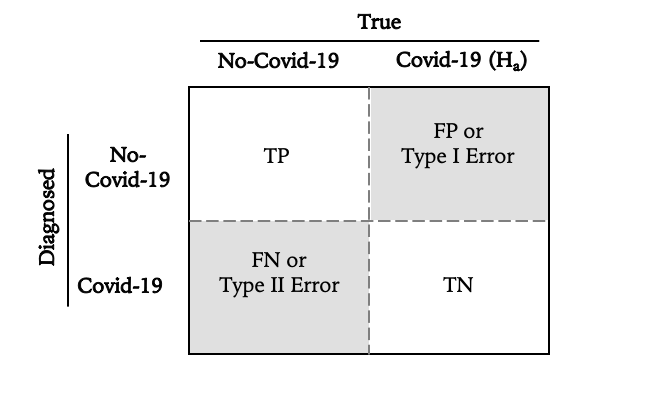 True
No-Covid-19 Covid-19 (Hₐ)
Diagnosed
No-
Covid-19
TP
FP or
Type I Error
Covid-19
FN or
Type II Error
TN